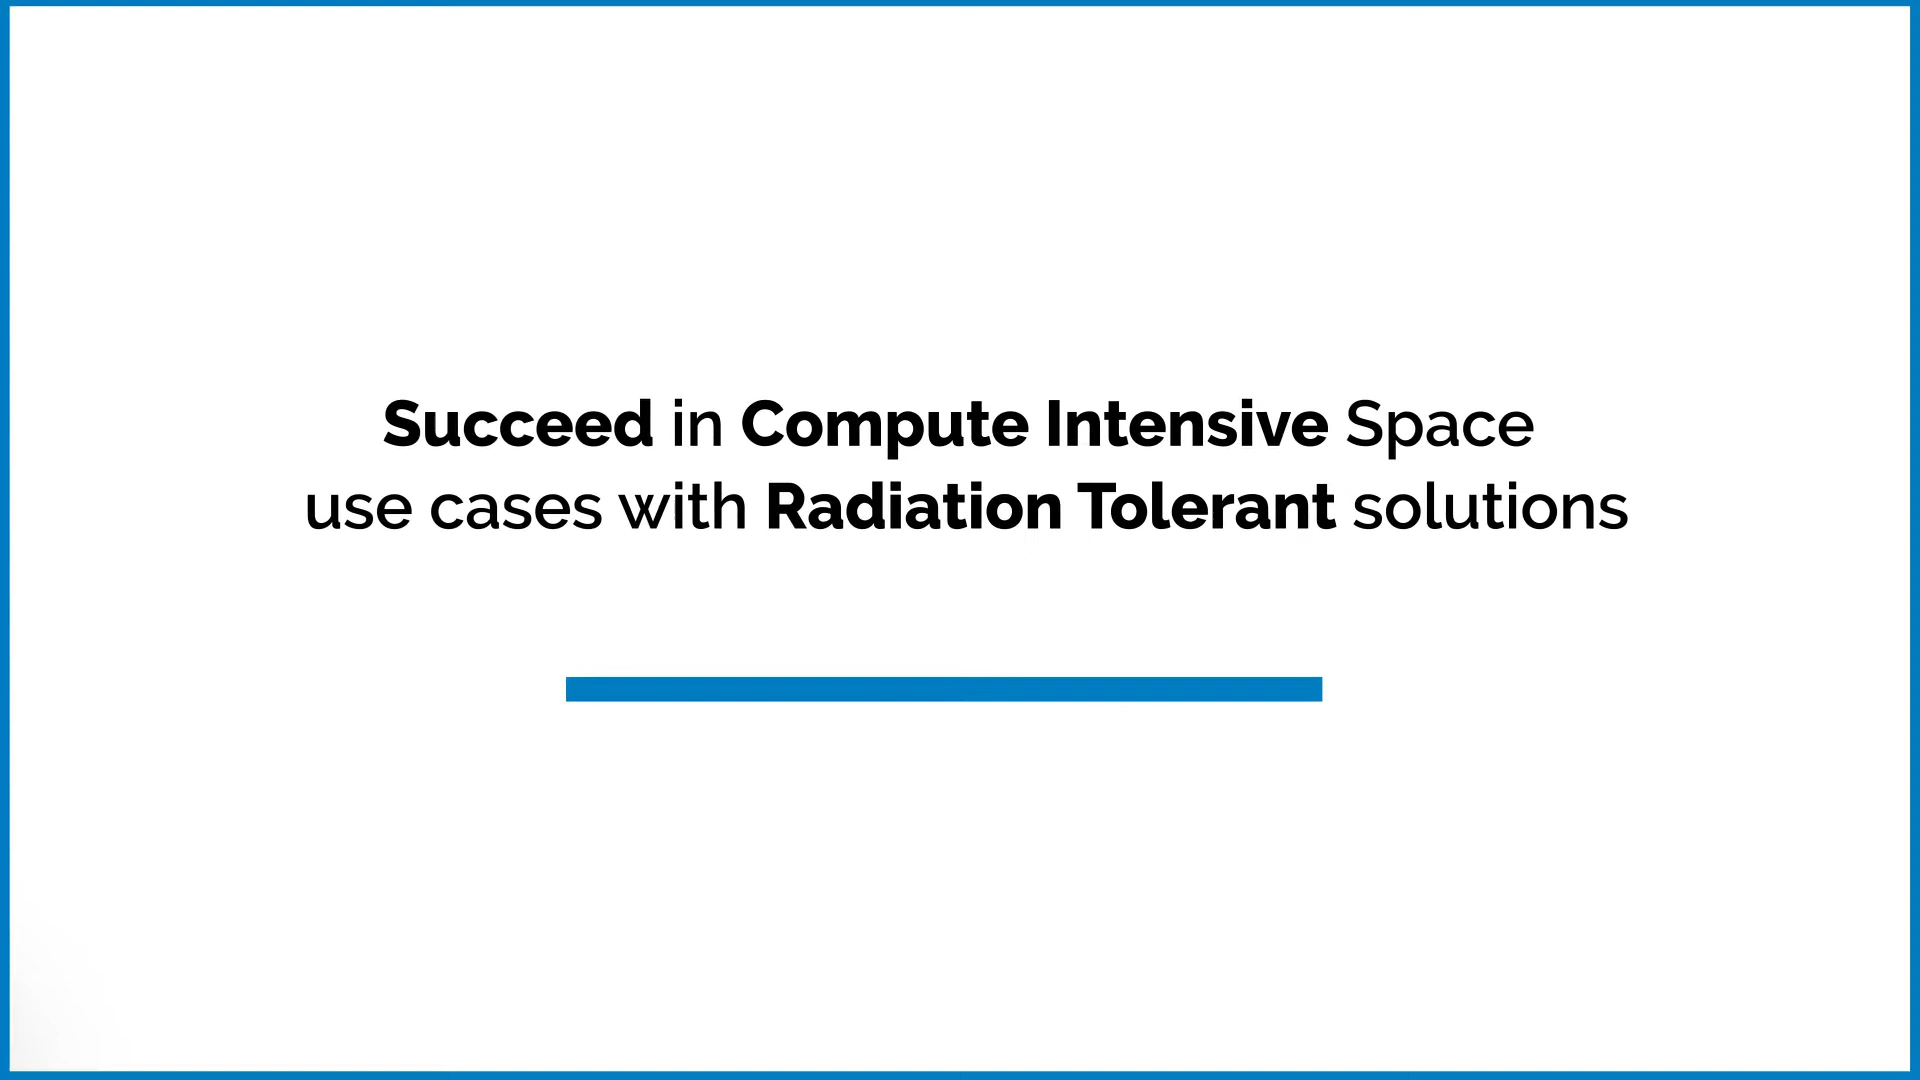 Succeed in Compute Intensive Space
use cases with Radiation Tolerant solutions